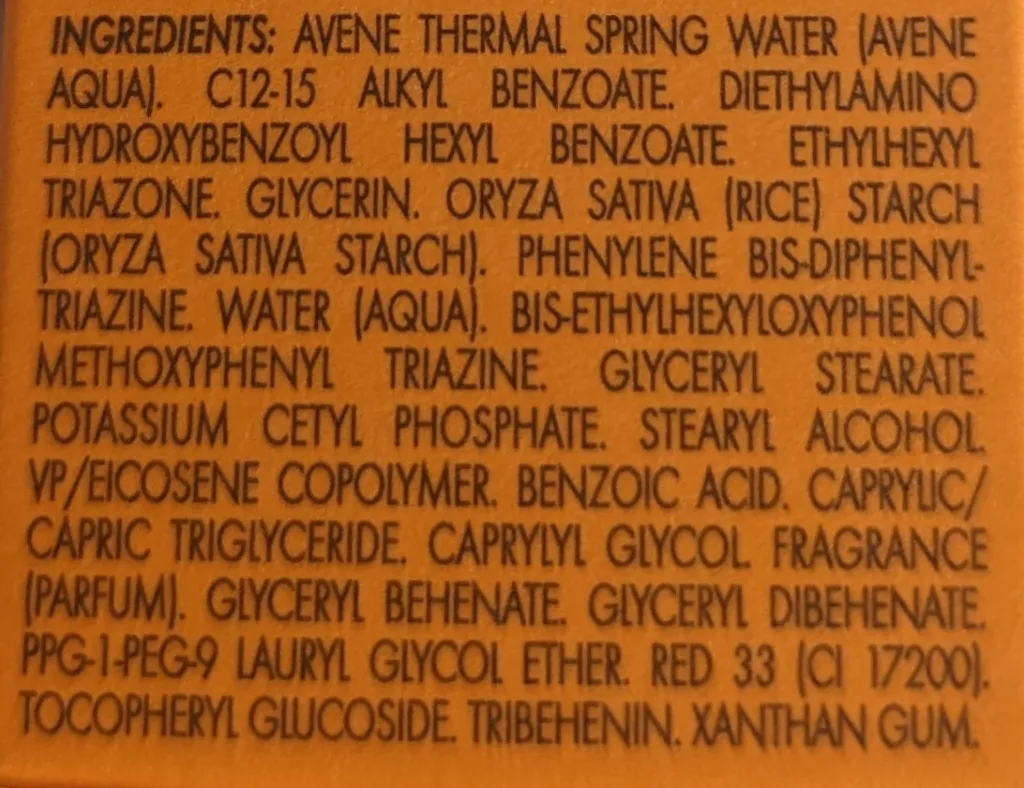 INGREDIENTS: AVENE THERMAL SPRING WATER (AVENE
AQUA). C12-15 ALKYL BENZOATE. DIETHYLAMINO
HYDROXYBENZOYL HEXYL BENZOATE. ETHYLHEXYL
TRIAZONE. GLYCERIN. ORYZA SATIVA (RICE) STARCH
(ORYZA SATIVA STARCH). PHENYLENE BIS-DIPHENYL-
TRIAZINE. WATER (AQUA). BIS-ETHYLHEXYLOXYPHENOL
METHOXYPHENYL TRIAZINE. GLYCERYL STEARATE.
POTASSIUM CETYL PHOSPHATE. STEARYL ALCOHOL.
VP/EICOSENE COPOLYMER. BENZOIC ACID. CAPRYLIC/
CAPRIC TRIGLYCERIDE. CAPRYLYL GLYCOL. FRAGRANCE
(PARFUM). GLYCERYL BEHENATE. GLYCERYL DIBEHENATE.
PPG-1-PEG-9 LAURYL GLYCOL ETHER. RED 33 (CI 17200).
TOCOPHERYL GLUCOSIDE. TRIBEHENIN. XANTHAN GUM.